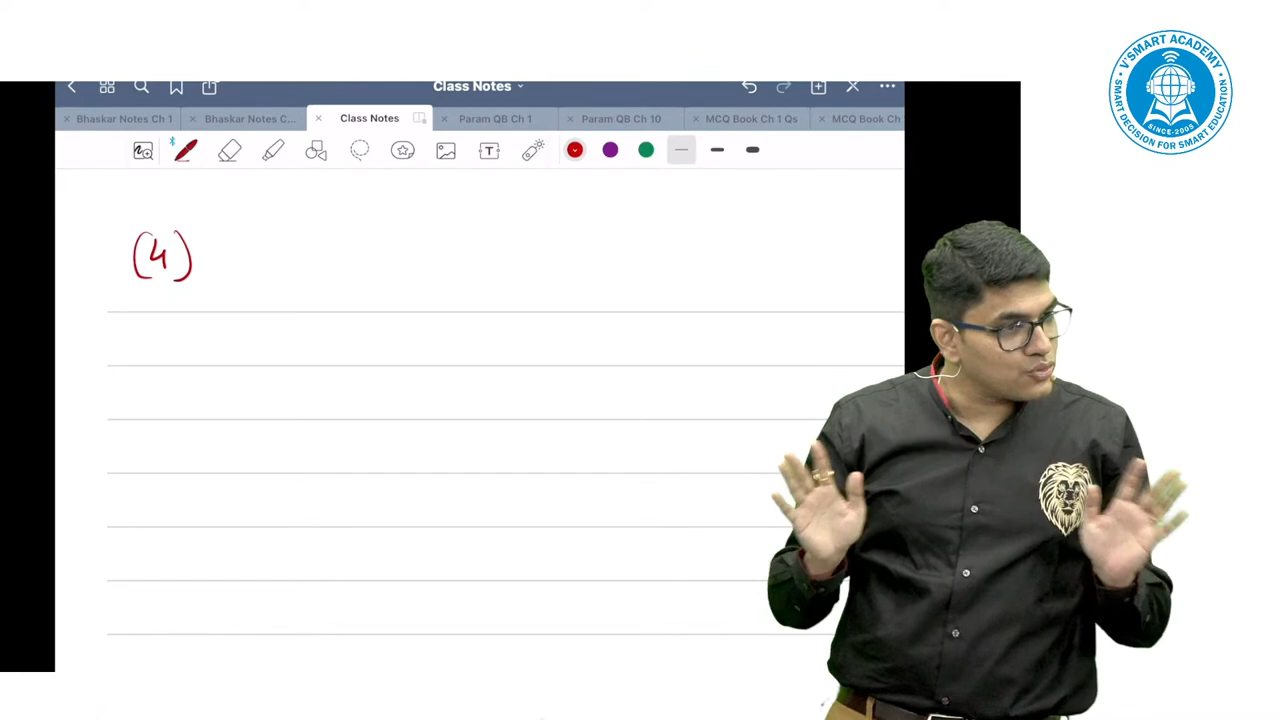 V'SMART ACADEMY
SINCE-2005
SMART DECISION FOR SMART EDUCATION
Class Notes
Bhaskar Notes Ch 1
Bhaskar Notes C...
Class Notes
Param QB Ch 1
Param QB Ch 10
MCQ Book Ch 1 Qs
MCQ Book Ch
T
(4)